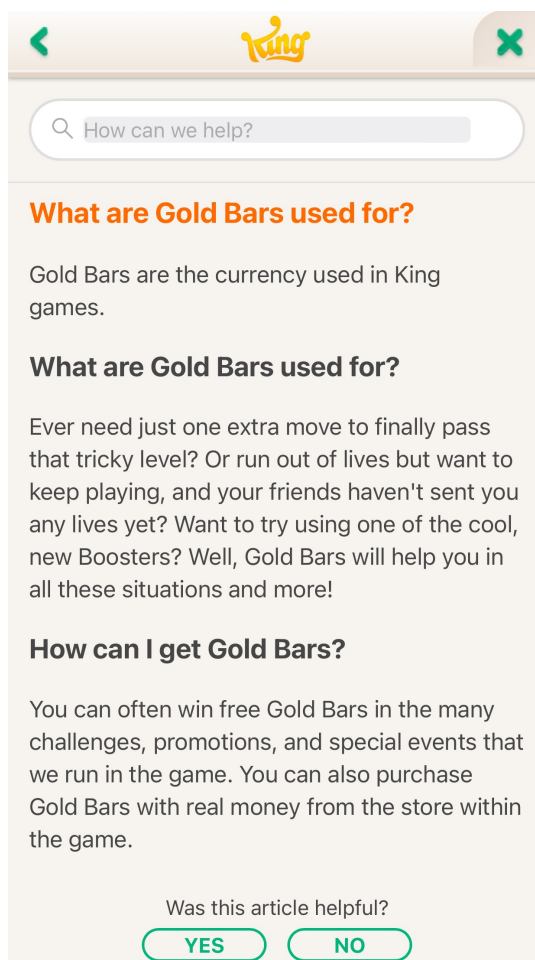 King
How can we help?
What are Gold Bars used for?
Gold Bars are the currency used in King
games.
What are Gold Bars used for?
Ever need just one extra move to finally pass
that tricky level? Or run out of lives but want to
keep playing, and your friends haven't sent you
any lives yet? Want to try using one of the cool,
new Boosters? Well, Gold Bars will help you in
all these situations and more!
How can I get Gold Bars?
You can often win free Gold Bars in the many
challenges, promotions, and special events that
we run in the game. You can also purchase
Gold Bars with real money from the store within
the game.
Was this article helpful?
YES NO